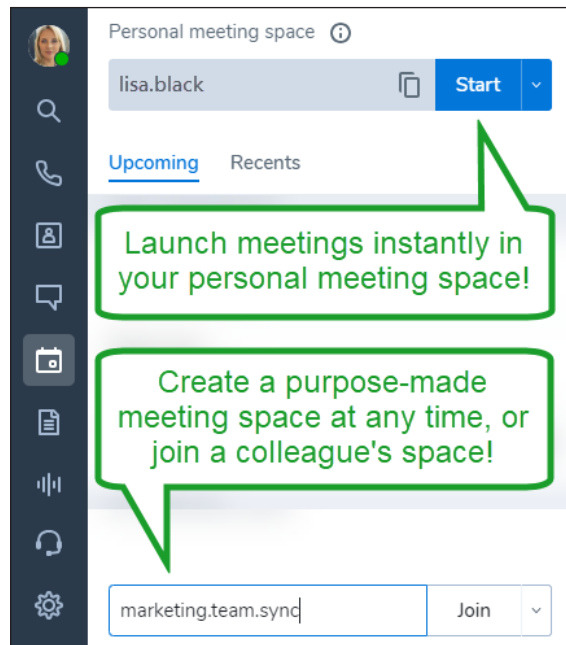 Personal meeting space
lisa.black
Start
Upcoming Recents
Launch meetings instantly in
your personal meeting space!
Create a purpose-made
meeting space at any time, or
join a colleague's space!
marketing.team.sync
Join